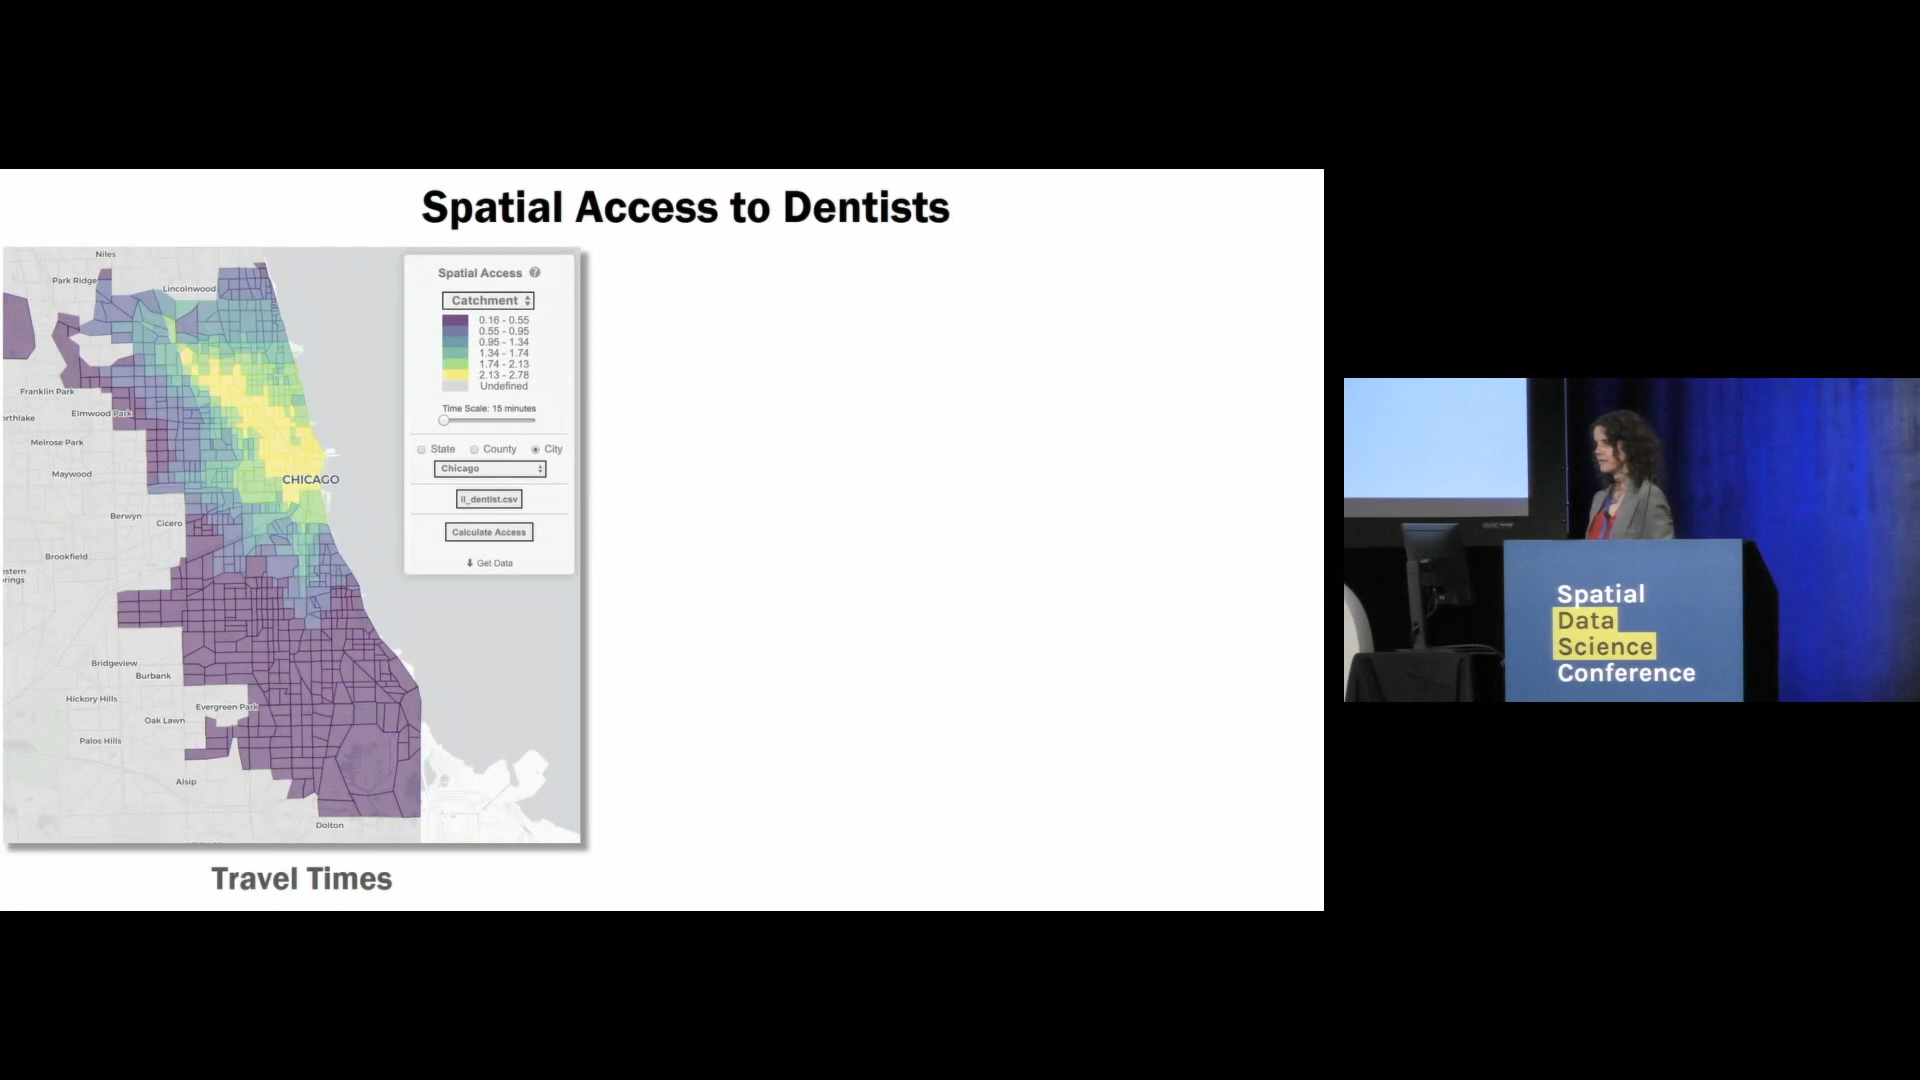 Spatial Access to Dentists
Niles
Park Ridge
Lincolnwood
Franklin Park
orthlake
Elmwood Park
Melrose Park
Maywood
CHICAGO
Berwyn
Cicero
Brookfield
estern
rings
Bridgeview
Burbank
Hickory Hills
Evergreen Park
Oak Lawn
Palos Hills
Alsip
Dolton
Spatial Access ?
Catchment
0.16 - 0.55
0.55 - 0.95
0.95 - 1.34
1.34 - 1.74
1.74 - 2.13
2.13 - 2.78
Undefined
Time Scale: 15 minutes
State County City
Chicago
il_dentist.csv
Calculate Access
Get Data
Travel Times
Spatial
Data
Science
Conference